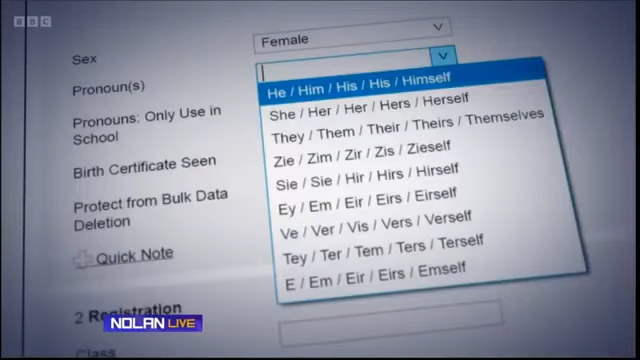 BBC
Sex
Female
Pronoun(s)
Pronouns: Only Use in
School
Birth Certificate Seen
Protect from Bulk Data
Deletion
Quick Note
2 Registration
Class
He / Him / His / His / Himself
She / Her / Her / Hers / Herself
They / Them / Their / Theirs / Themselves
Zie / Zim / Zir / Zis / Zieself
Sie / Sie / Hir / Hirs / Hirself
Ey / Em / Eir / Eirs / Eirself
Ve / Ver / Vis / Vers / Verself
Tey / Ter / Tem / Ters / Terself
E / Em / Eir / Eirs / Emself
NOLAN LIVE